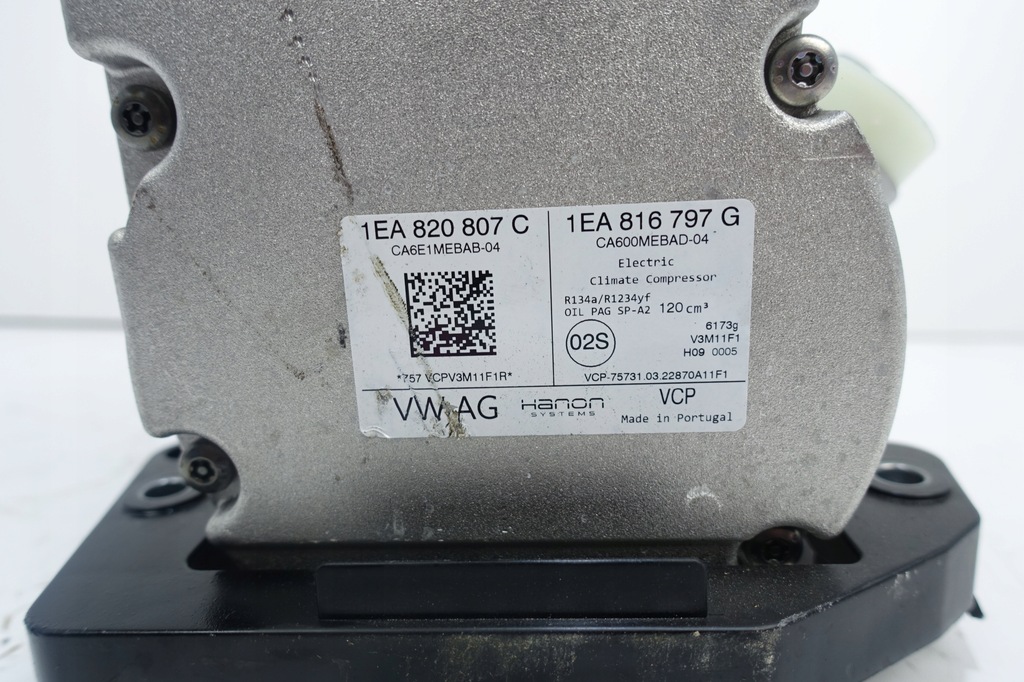 1EA 820 807 C
CA6E1MEBAB-04
*757 VCPV3M11F1R*
1EA 816 797 G
CA600MEBAD-04
Electric
Climate Compressor
R134a/R1234yf
OIL PAG SP-A2 120 cm³
02S
6173g
V3M11F1
H09 0005
VCP-75731.03.22870A11F1
VW AG
Hanon
SYSTEMS
VCP
Made in Portugal